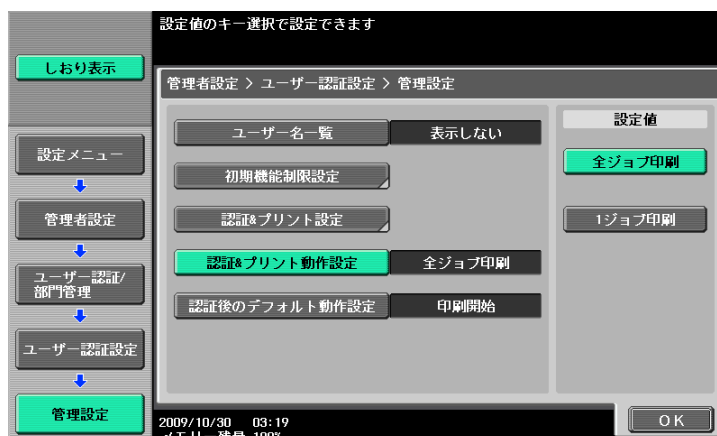 設定値のキー選択で設定できます
しおり表示
管理者設定 > ユーザー認証設定 > 管理設定
設定メニュー
管理者設定
ユーザー認証/
部門管理
ユーザー認証設定
管理設定
ユーザー名一覧
表示しない
初期機能制限設定
認証&プリント設定
認証&プリント動作設定
全ジョブ印刷
認証後のデフォルト動作設定
印刷開始
設定値
全ジョブ印刷
1ジョブ印刷
2009/10/30 03:19
メモリー残量 100%
OK